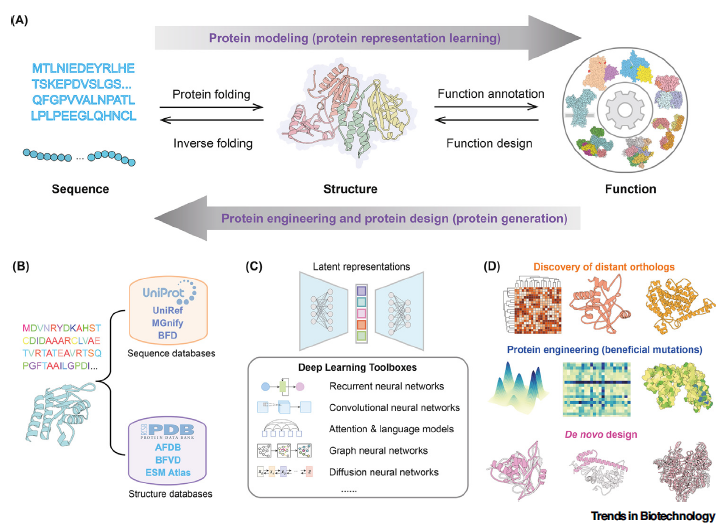 (A)
Protein modeling (protein representation learning)
MTLNIEDEYRLHE
TSKEPDVSLGS...
QFGPVVALNPATL
LPLPEEGLQHNCL
...
Sequence
Protein folding
Inverse folding
Structure
Function annotation
Function design
Function
Protein engineering and protein design (protein generation)
(B)
MDVNRYDKAHST
CDIDAAARCLVAE
TVRTATEAVRTSQ
PGFTAAILGPDI...
UniProt
UniRef
MGnify
BFD
Sequence databases
PDB
PROTEIN DATA BANK
AFDB
BFVD
ESM Atlas
Structure databases
(C)
Latent representations
Deep Learning Toolboxes
Recurrent neural networks
Convolutional neural networks
Attention & language models
Graph neural networks
Diffusion neural networks
......
(D)
Discovery of distant orthologs
Protein engineering (beneficial mutations)
De novo design
Trends in Biotechnology